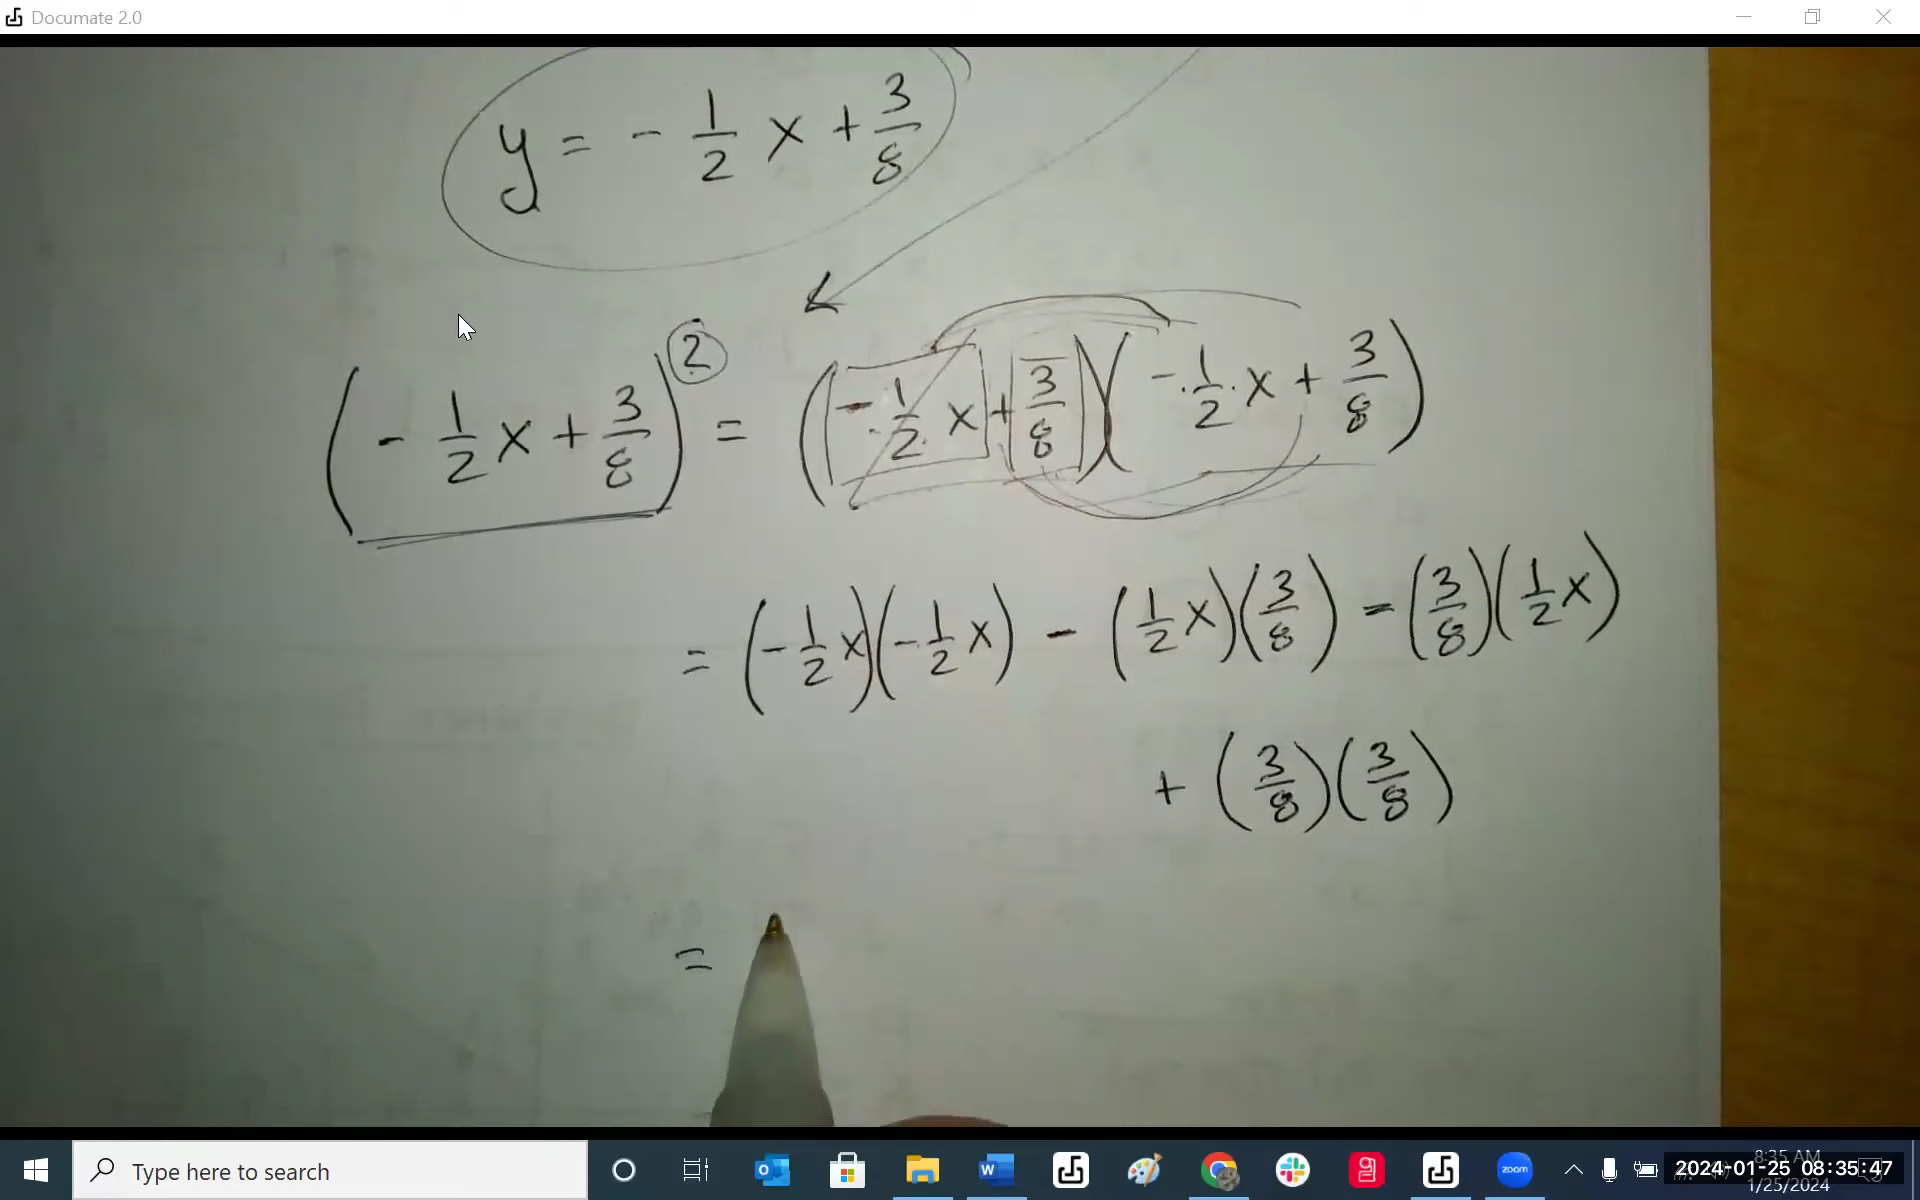 Documate 2.0
y = - 1/2 x + 3/8
(- 1/2 x + 3/8)² = (- 1/2 x + 3/8)(- 1/2 · x + 3/8)
= (- 1/2 x)(- 1/2 x) - (1/2 x)(3/8) - (3/8)(1/2 x)
+ (3/8)(3/8)
=
Type here to search
zoom
8:35 AM
2024-01-25 08:35:47
1/25/2024